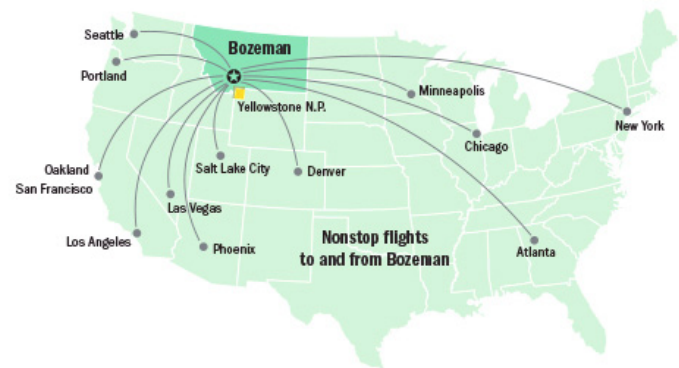 Seattle
Bozeman
Portland
Minneapolis
Yellowstone N.P.
New York
Chicago
Salt Lake City
Denver
Oakland
San Francisco
Las Vegas
Los Angeles
Phoenix
Nonstop flights
to and from Bozeman
Atlanta